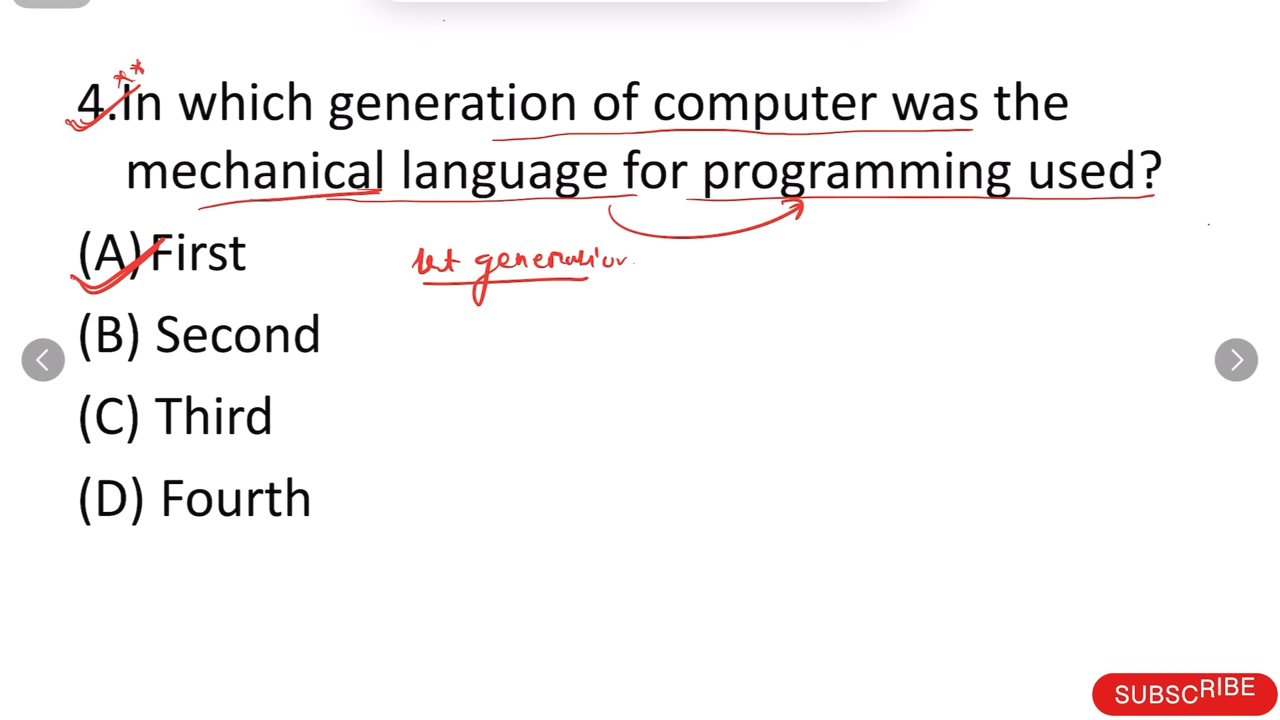 4.In which generation of computer was the
mechanical language for programming used?
(A) First
1st generation
(B) Second
(C) Third
(D) Fourth
SUBSCRIBE